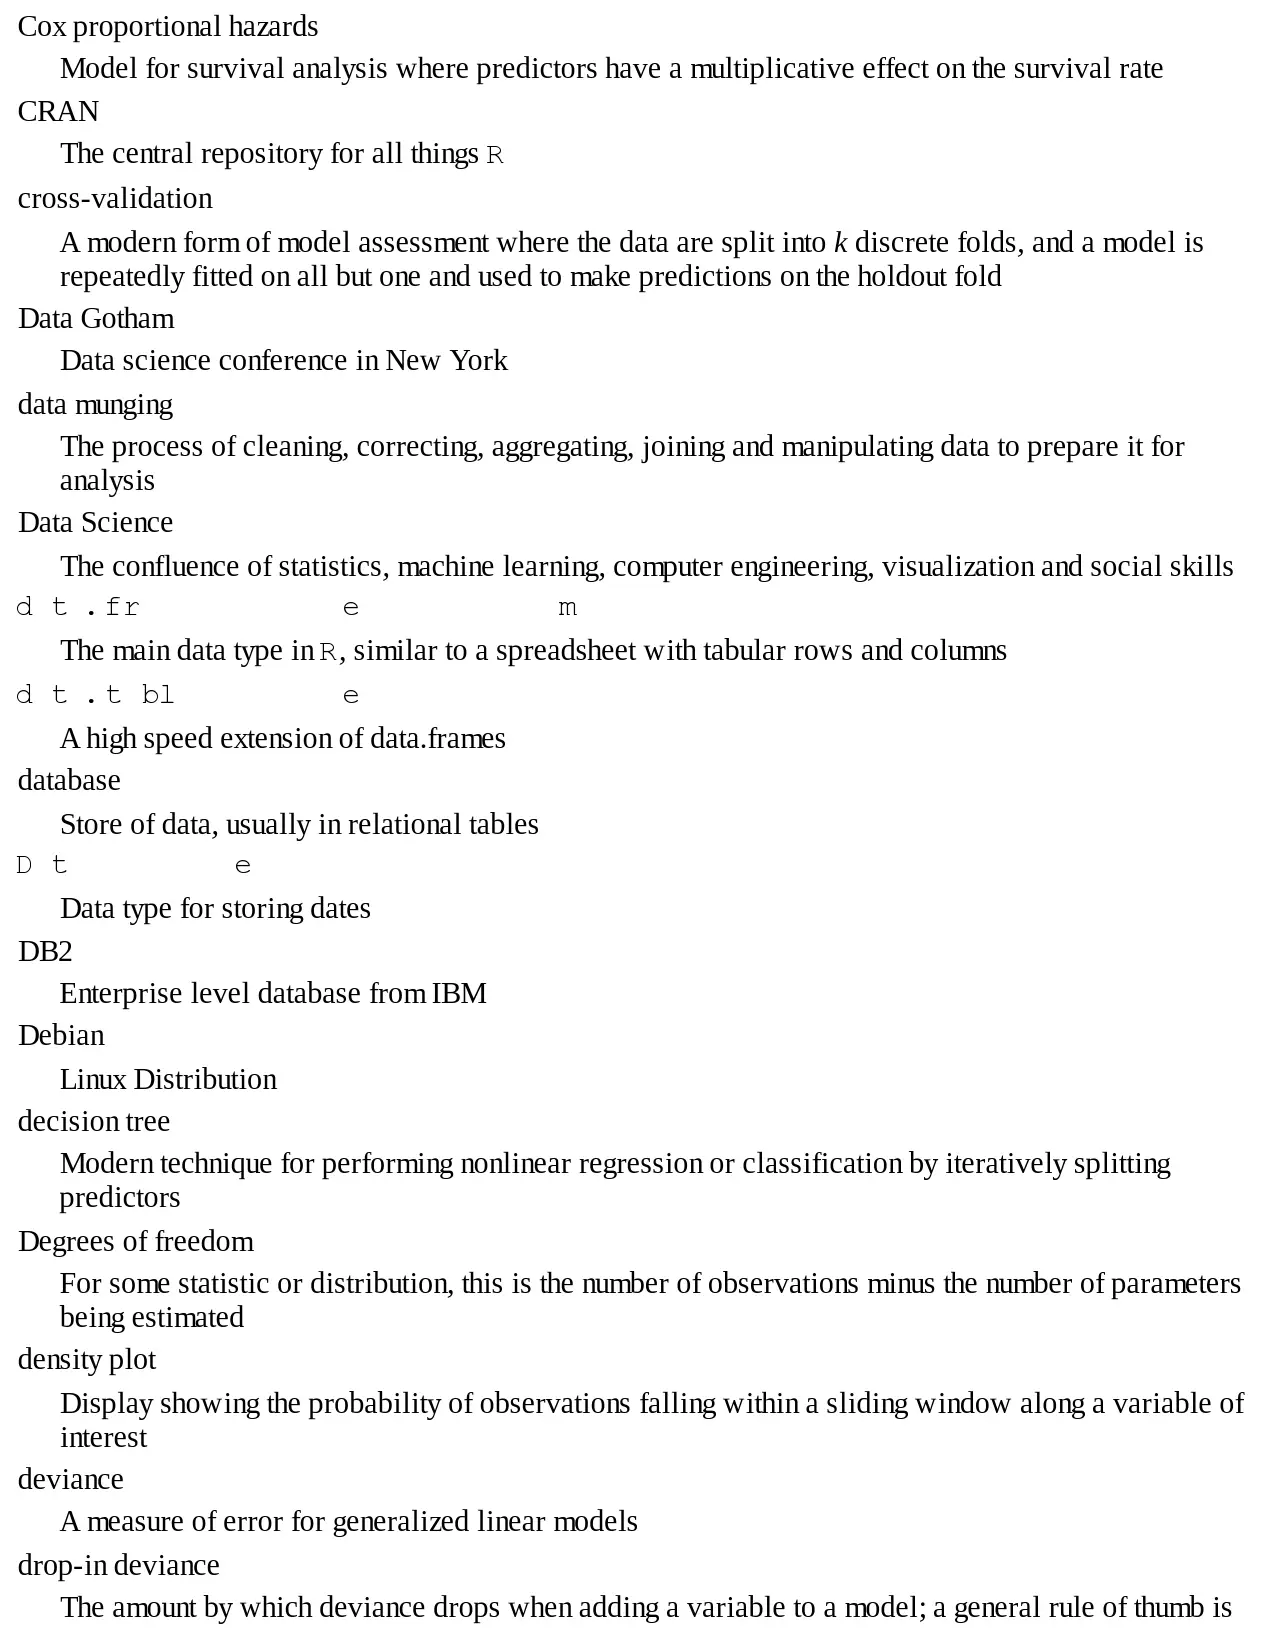 Cox proportional hazards
Model for survival analysis where predictors have a multiplicative effect on the survival rate
CRAN
The central repository for all things R
cross-validation
A modern form of model assessment where the data are split into k discrete folds, and a model is
repeatedly fitted on all but one and used to make predictions on the holdout fold
Data Gotham
Data science conference in New York
data munging
The process of cleaning, correcting, aggregating, joining and manipulating data to prepare it for
analysis
Data Science
The confluence of statistics, machine learning, computer engineering, visualization and social skills
d t .fr e m
The main data type in R, similar to a spreadsheet with tabular rows and columns
d t .t bl e
A high speed extension of data.frames
database
Store of data, usually in relational tables
D t e
Data type for storing dates
DB2
Enterprise level database from IBM
Debian
Linux Distribution
decision tree
Modern technique for performing nonlinear regression or classification by iteratively splitting
predictors
Degrees of freedom
For some statistic or distribution, this is the number of observations minus the number of parameters
being estimated
density plot
Display showing the probability of observations falling within a sliding window along a variable of
interest
deviance
A measure of error for generalized linear models
drop-in deviance
The amount by which deviance drops when adding a variable to a model; a general rule of thumb is